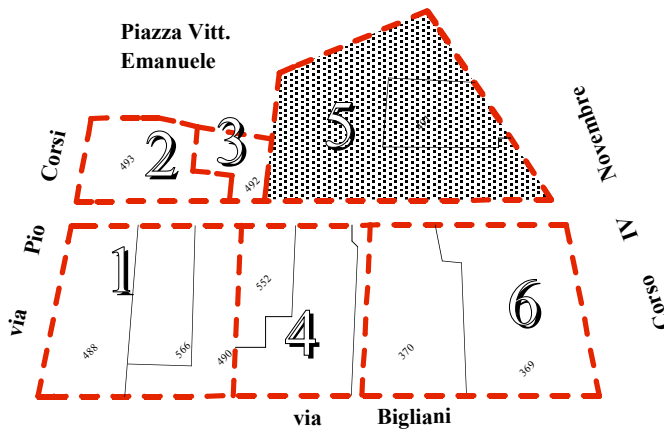 Piazza Vitt.
Emanuele
5
3
2
493
492
Corsi
Novembre
IV
Corso
Pio
via
1
488
566
490
552
4
370
6
369
via Bigliani